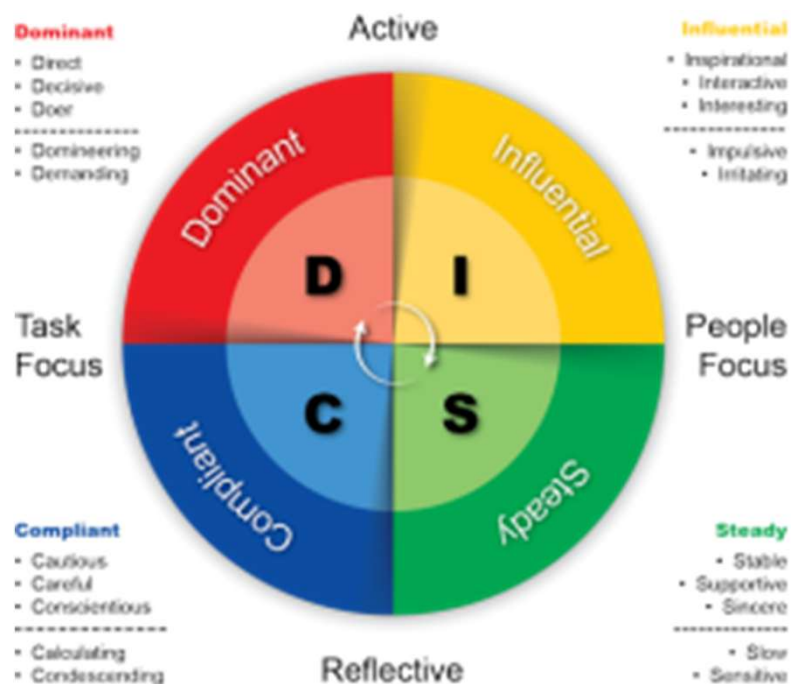 Active
Dominant
• Direct
• Decisive
• Doer
• Domineering
• Demanding
Influential
• Inspirational
• Interactive
• Interesting
• Impulsive
• Irritating
Dominant
Influential
D
I
Task
Focus
People
Focus
C
S
Compliant
Steady
Compliant
• Cautious
• Careful
• Conscientious
• Calculating
• Condescending
Steady
• Stable
• Supportive
• Sincere
• Slow
• Sensitive
Reflective